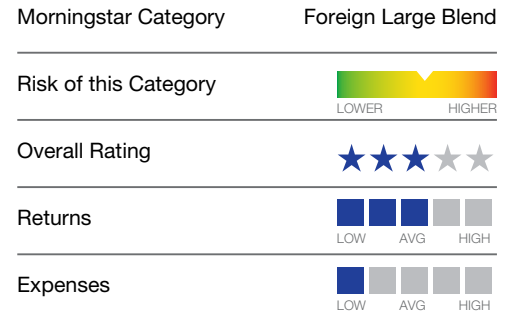 Morningstar Category Foreign Large Blend
Risk of this Category
LOWER HIGHER
Overall Rating
Returns
LOW AVG HIGH
Expenses
LOW AVG HIGH